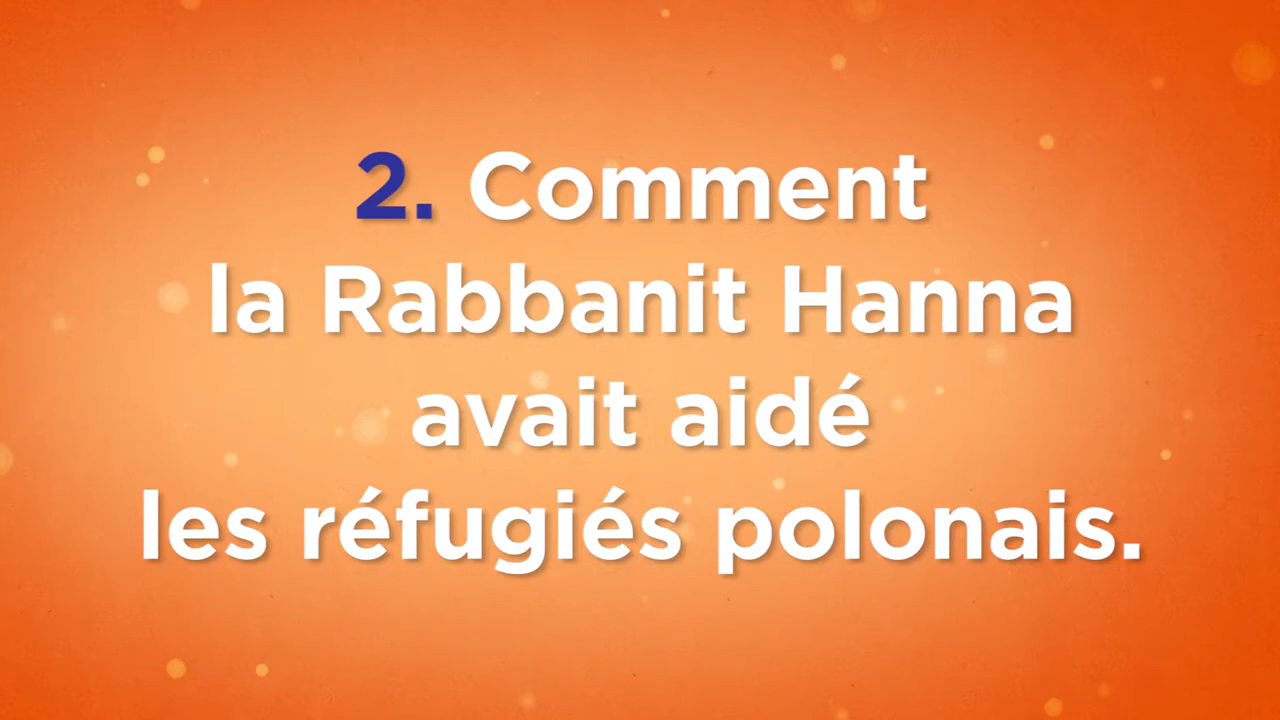 2. Comment
la Rabbanit Hanna
avait aidé
les réfugiés polonais.